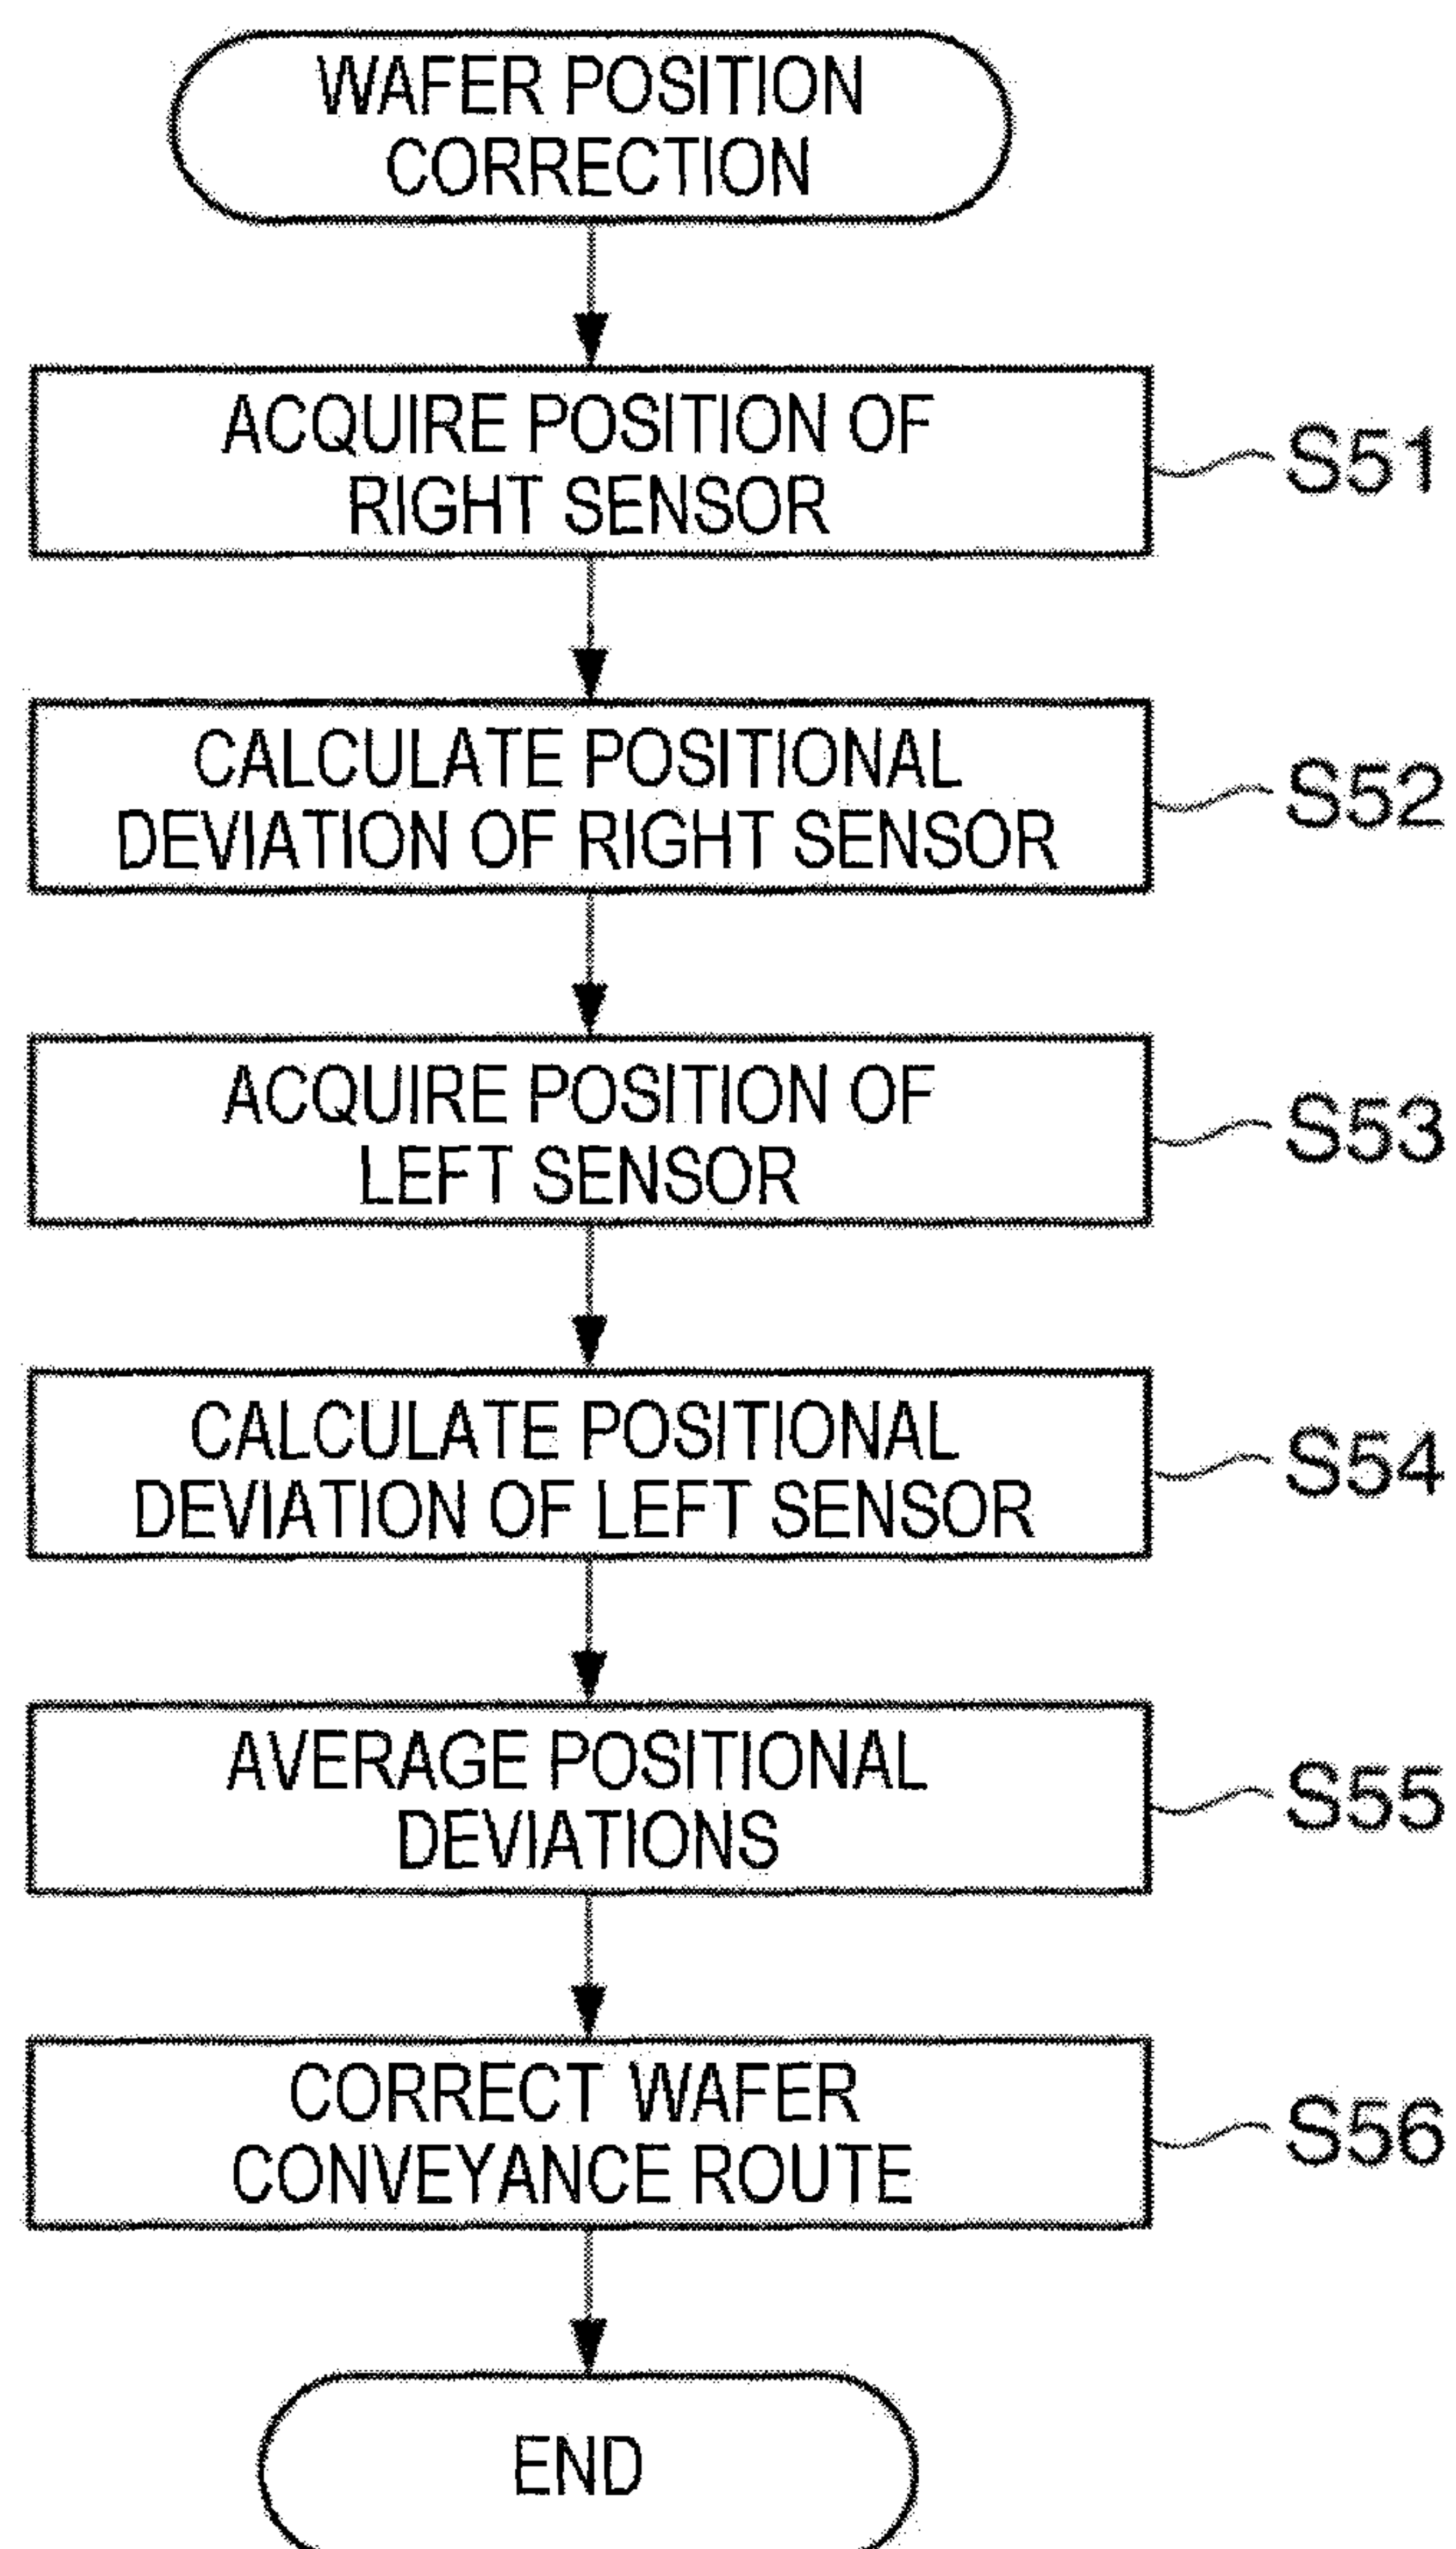 WAFER POSITION
CORRECTION
ACQUIRE POSITION OF
RIGHT SENSOR
S51
CALCULATE POSITIONAL
DEVIATION OF RIGHT SENSOR
S52
ACQUIRE POSITION OF
LEFT SENSOR
S53
CALCULATE POSITIONAL
DEVIATION OF LEFT SENSOR
S54
AVERAGE POSITIONAL
DEVIATIONS
S55
CORRECT WAFER
CONVEYANCE ROUTE
S56
END